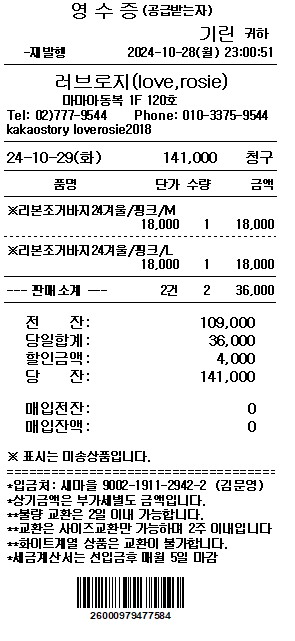 영 수 증 (공급받는자)
기린 귀하
-재발행 2024-10-28(월) 23:00:51
러브로지(love,rosie)
마마아동복 1F 120호
Tel: 02)777-9544 Phone: 010-3375-9544
kakaostory loverosie2018
24-10-29(화) 141,000 청구
품명 단가 수량 금액
※리본조거바지24겨울/핑크/M
18,000 1 18,000
※리본조거바지24겨울/핑크/L
18,000 1 18,000
--- 판매소계 --- 2건 2 36,000
전 잔: 109,000
당일합계: 36,000
할인금액: 4,000
당 잔: 141,000
매입전잔: 0
매입잔액: 0
※ 표시는 미송상품입니다.
*입금처: 새마을 9002-1911-2942-2 (김문영)
*상기금액은 부가세별도 금액입니다.
**불량 교환은 2일 이내 가능합니다.
**교환은 사이즈교환만 가능하며 2주 이내입니다
**화이트계열 상품은 교환이 불가합니다.
*세금계산서는 선입금후 매월 5일 마감
26000979477584